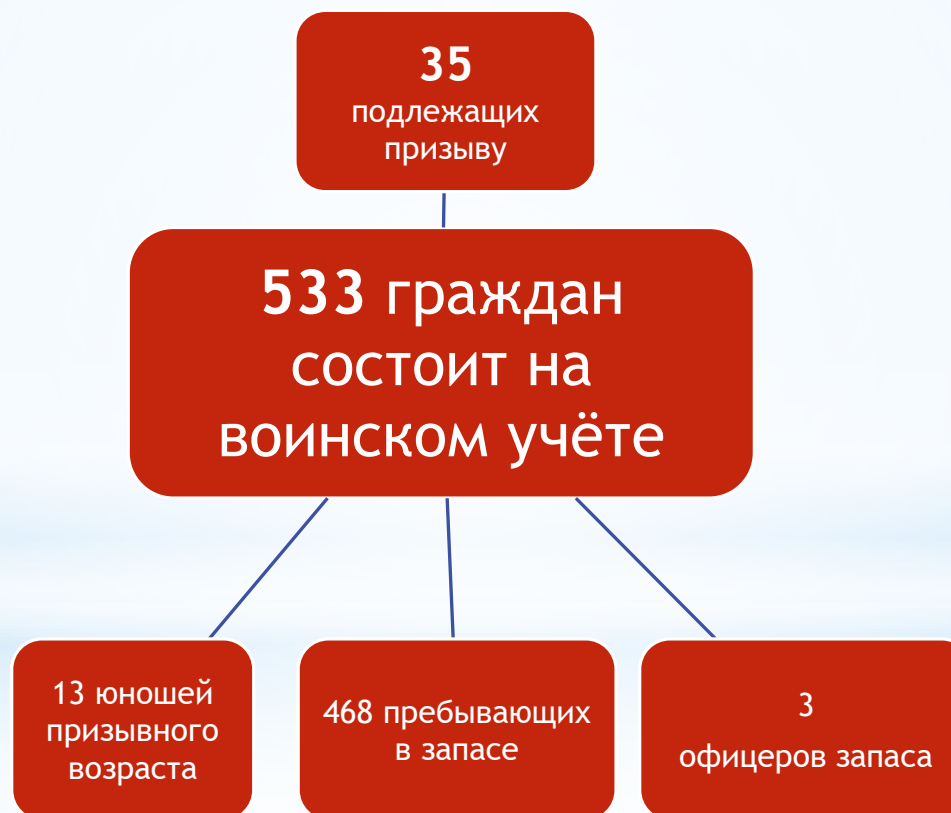 35
подлежащих
призыву
533 граждан
состоит на
воинском учёте
13 юношей
призывного
возраста
468 пребывающих
в запасе
3
офицеров запаса